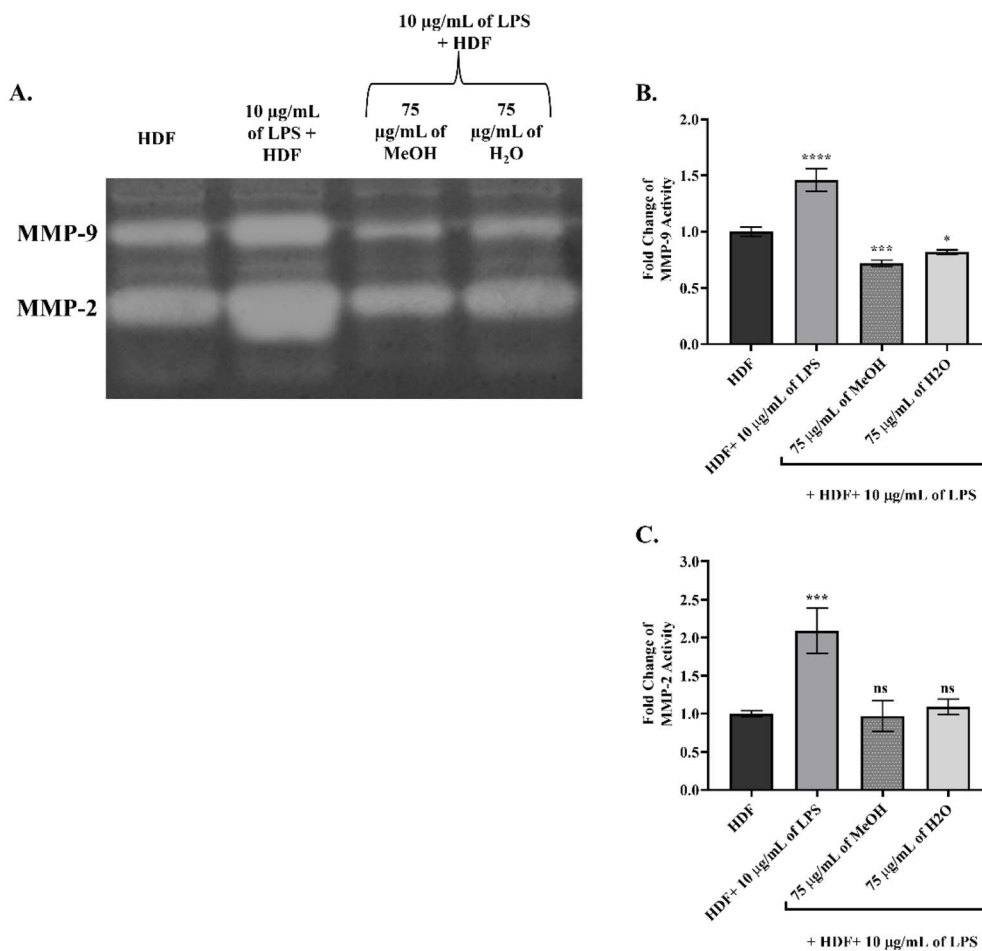 10 µg/mL of LPS
+ HDF
A.
HDF
10 µg/mL
of LPS +
HDF
75
µg/mL of
MeOH
75
µg/mL of
H₂O
MMP-9
MMP-2
B.
Fold Change of
MMP-9 Activity
2.0
1.5
1.0
0.5
0.0
****
***
*
HDF
HDF+ 10 µg/mL of LPS
75 µg/mL of MeOH
75 µg/mL of H2O
+ HDF+ 10 µg/mL of LPS
C.
Fold Change of
MMP-2 Activity
3.0
2.5
2.0
1.5
1.0
0.5
0.0
***
ns
ns
HDF
HDF+ 10 µg/mL of LPS
75 µg/mL of MeOH
75 µg/mL of H2O
+ HDF+ 10 µg/mL of LPS